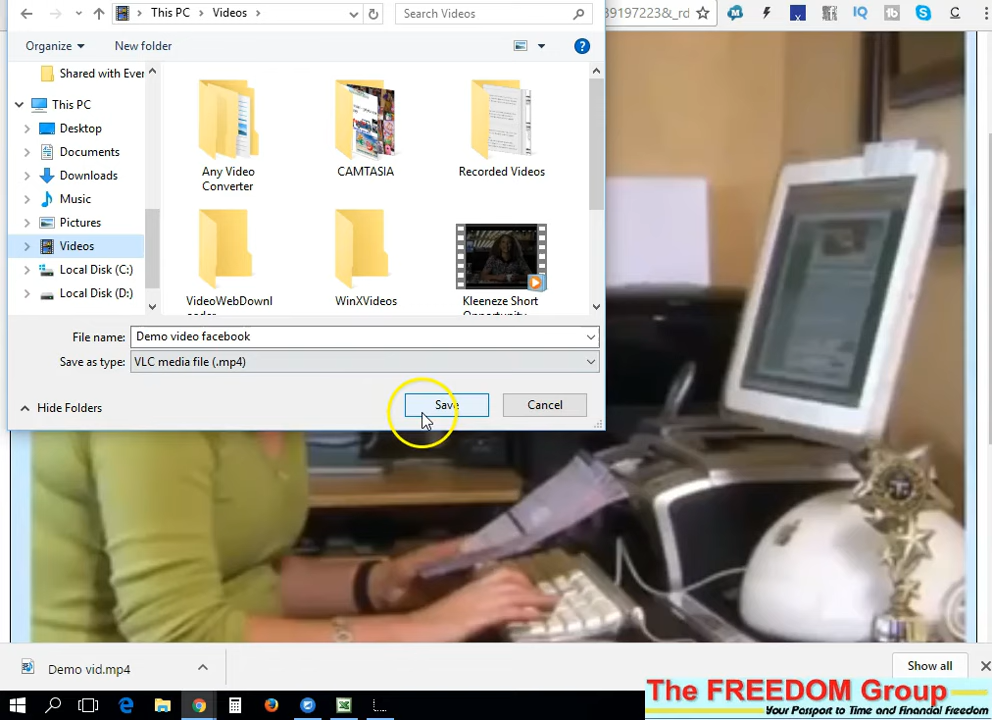 This PC > Videos >
Search Videos
39197223&_rd
Organize
New folder
Shared with Ever
This PC
Desktop
Documents
Downloads
Music
Pictures
Videos
Local Disk (C:)
Local Disk (D:)
Any Video
Converter
CAMTASIA
Recorded Videos
VideoWebDownl
WinXVideos
Kleeneze Short
Opportunity
File name: Demo video facebook
Save as type: VLC media file (.mp4)
Hide Folders
Save
Cancel
Demo vid.mp4
Show all
The FREEDOM Group
Your Passport to Time and Financial Freedom